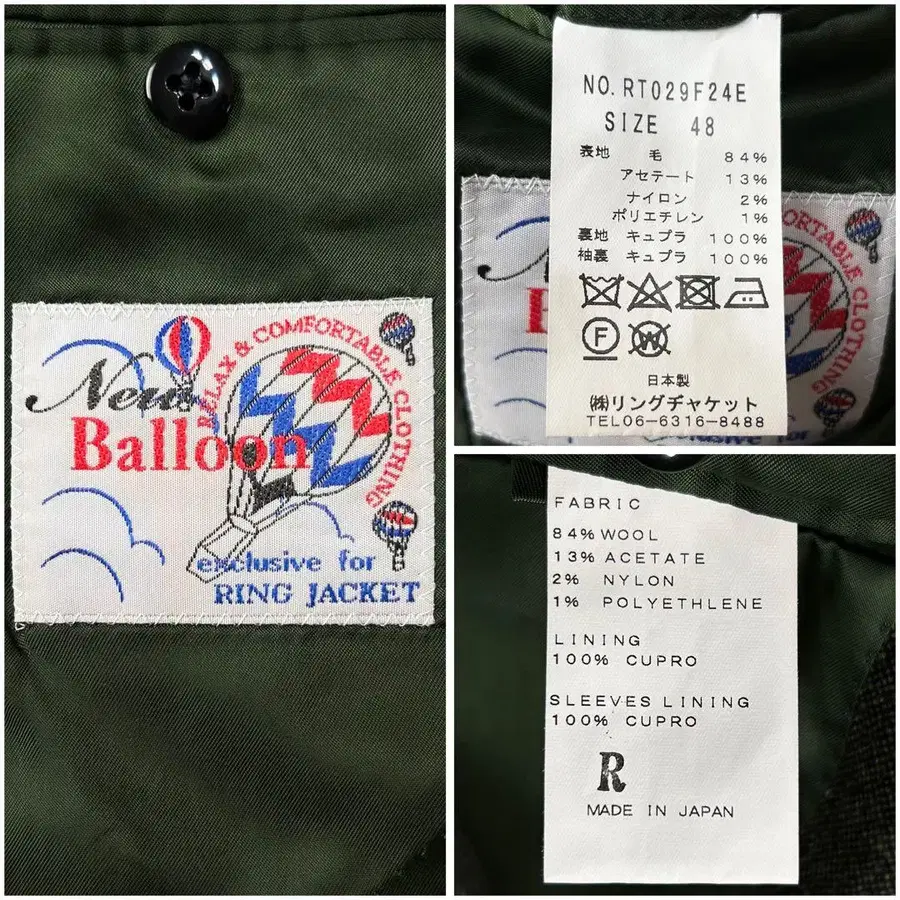 New
Balloon
RELAX & COMFORTABLE CLOTHING
exclusive for
RING JACKET
NO. RT029F24E
SIZE 48
表地 毛 84%
アセテート 13%
ナイロン 2%
ポリエチレン 1%
裏地 キュプラ 100%
袖裏 キュプラ 100%
F
W
日本製
㈱リングヂャケット
TEL06-6316-8488
FORTABLE CLOTHING
exclusive for
FABRIC
84% WOOL
13% ACETATE
2% NYLON
1% POLYETHLENE
LINING
100% CUPRO
SLEEVES LINING
100% CUPRO
R
MADE IN JAPAN